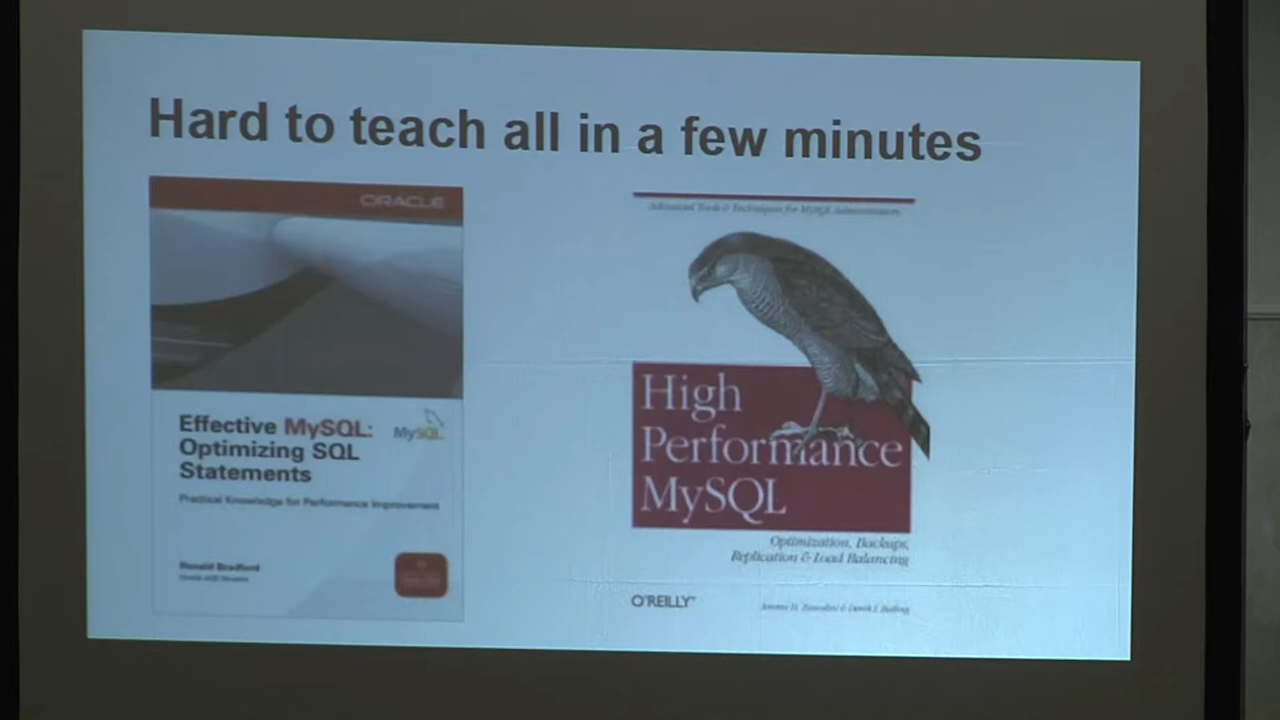 Hard to teach all in a few minutes
ORACLE
Effective MySQL:
Optimizing SQL
Statements
MySQL
Practical Knowledge for Performance Improvement
Ronald Bradford
Advanced Tools & Techniques for MySQL Administrators
High
Performance
MySQL
Optimization, Backups,
Replication & Load Balancing
O'REILLY